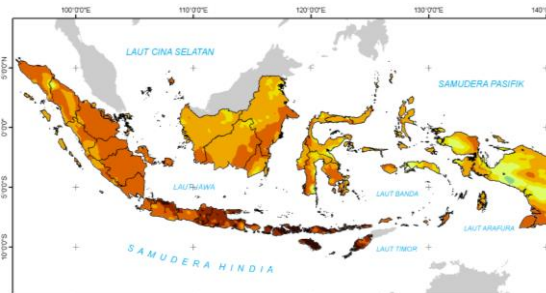 100°0'0"E 110°0'0"E 120°0'0"E 130°0'0"E 140°
5°0'0"N
LAUT CINA SELATAN
SAMUDERA PASIFIK
0°0'0"
5°0'0"S
LAUT JAWA
LAUT BANDA
10°0'0"S
LAUT ARAFURA
SAMUDERA HINDIA
LAUT TIMOR